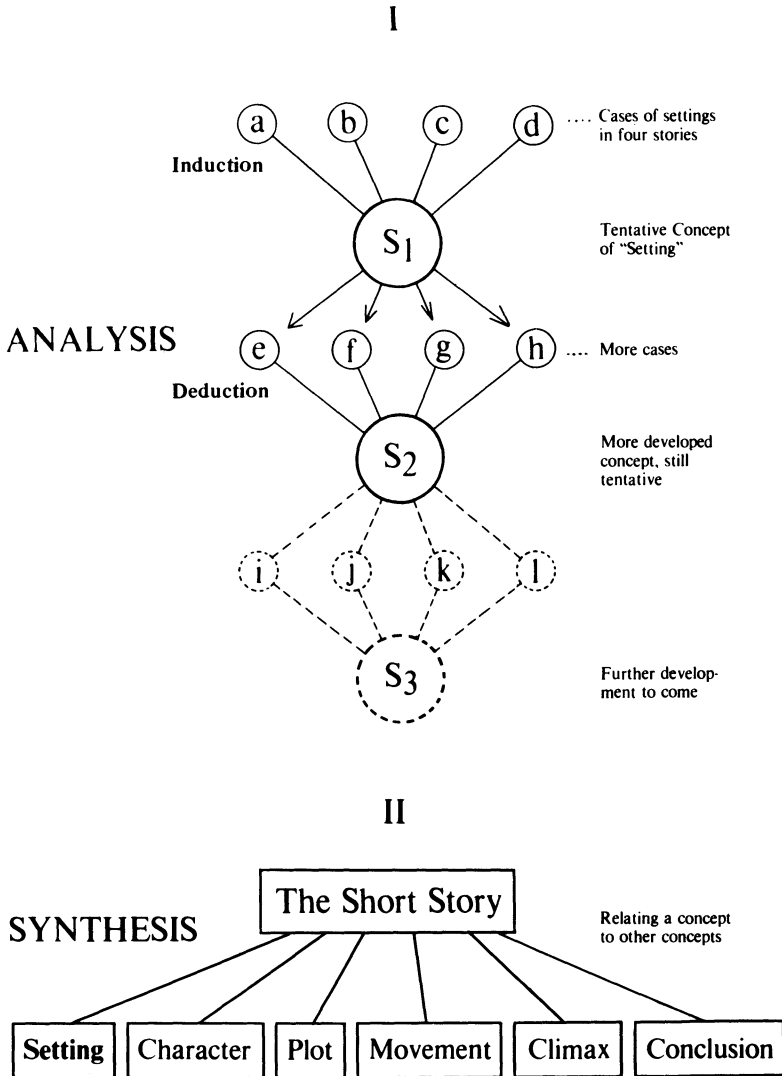 I
a b c d .... Cases of settings
in four stories
Induction
S1 Tentative Concept
of “Setting”
ANALYSIS
e f g h .... More cases
Deduction
S2 More developed
concept, still
tentative
i j k l
S3 Further develop-
ment to come
II
The Short Story
SYNTHESIS Relating a concept
to other concepts
Setting Character Plot Movement Climax Conclusion